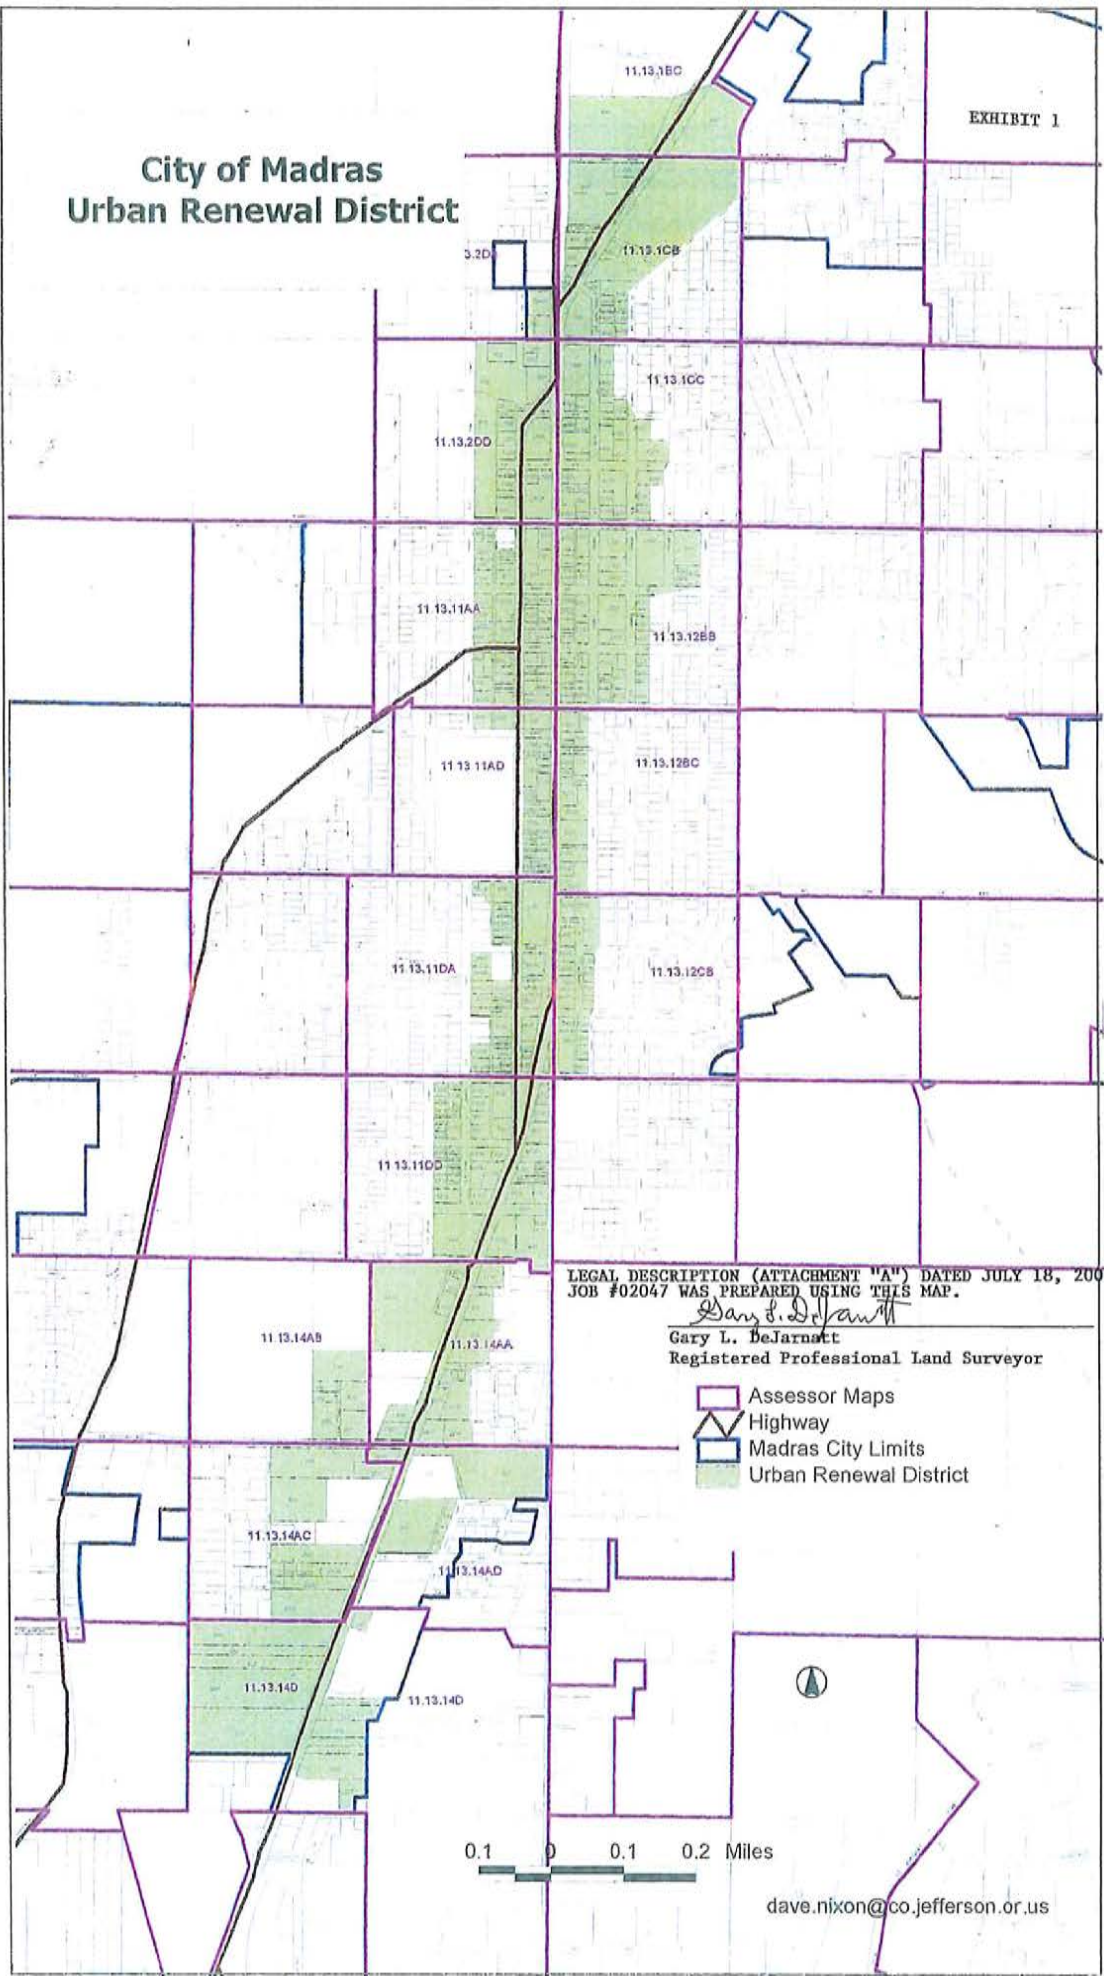 11.13.1BC
EXHIBIT 1
City of Madras
Urban Renewal District
11.13.1CB
11.13.1CC
11.13.2DD
11.13.11AA
11.13.12BB
11.13.11AD
11.13.12BC
11.13.11DA
11.13.12CB
11.13.11DD
LEGAL DESCRIPTION (ATTACHMENT "A") DATED JULY 18, 200
JOB #02047 WAS PREPARED USING THIS MAP.
Gary L. DeJarnatt
Gary L. DeJarnatt
Registered Professional Land Surveyor
11.13.14AB
11.13.14AA
Assessor Maps
Highway
Madras City Limits
Urban Renewal District
11.13.14AC
11.13.14AD
11.13.14D
11.13.14D
0.1 0 0.1 0.2 Miles
dave.nixon@co.jefferson.or.us